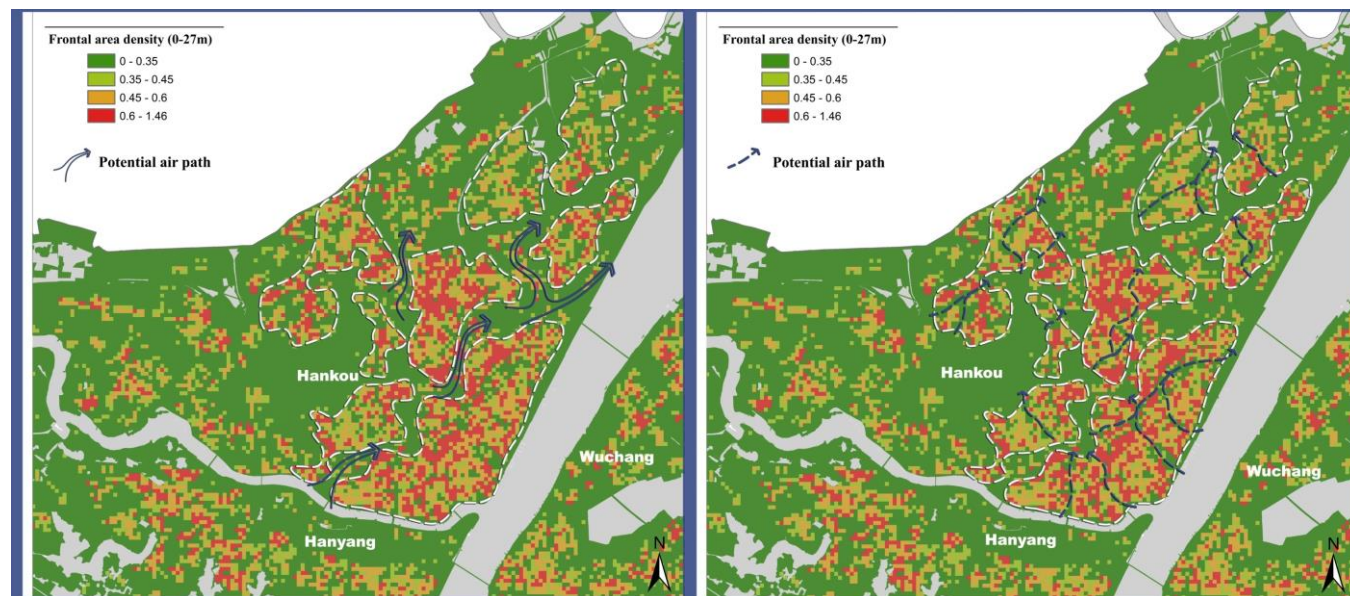 Frontal area density (0-27m)
0 - 0.35
0.35 - 0.45
0.45 - 0.6
0.6 - 1.46
Potential air path
Hankou
Wuchang
Hanyang
N
Frontal area density (0-27m)
0 - 0.35
0.35 - 0.45
0.45 - 0.6
0.6 - 1.46
Potential air path
Hankou
Wuchang
Hanyang
N